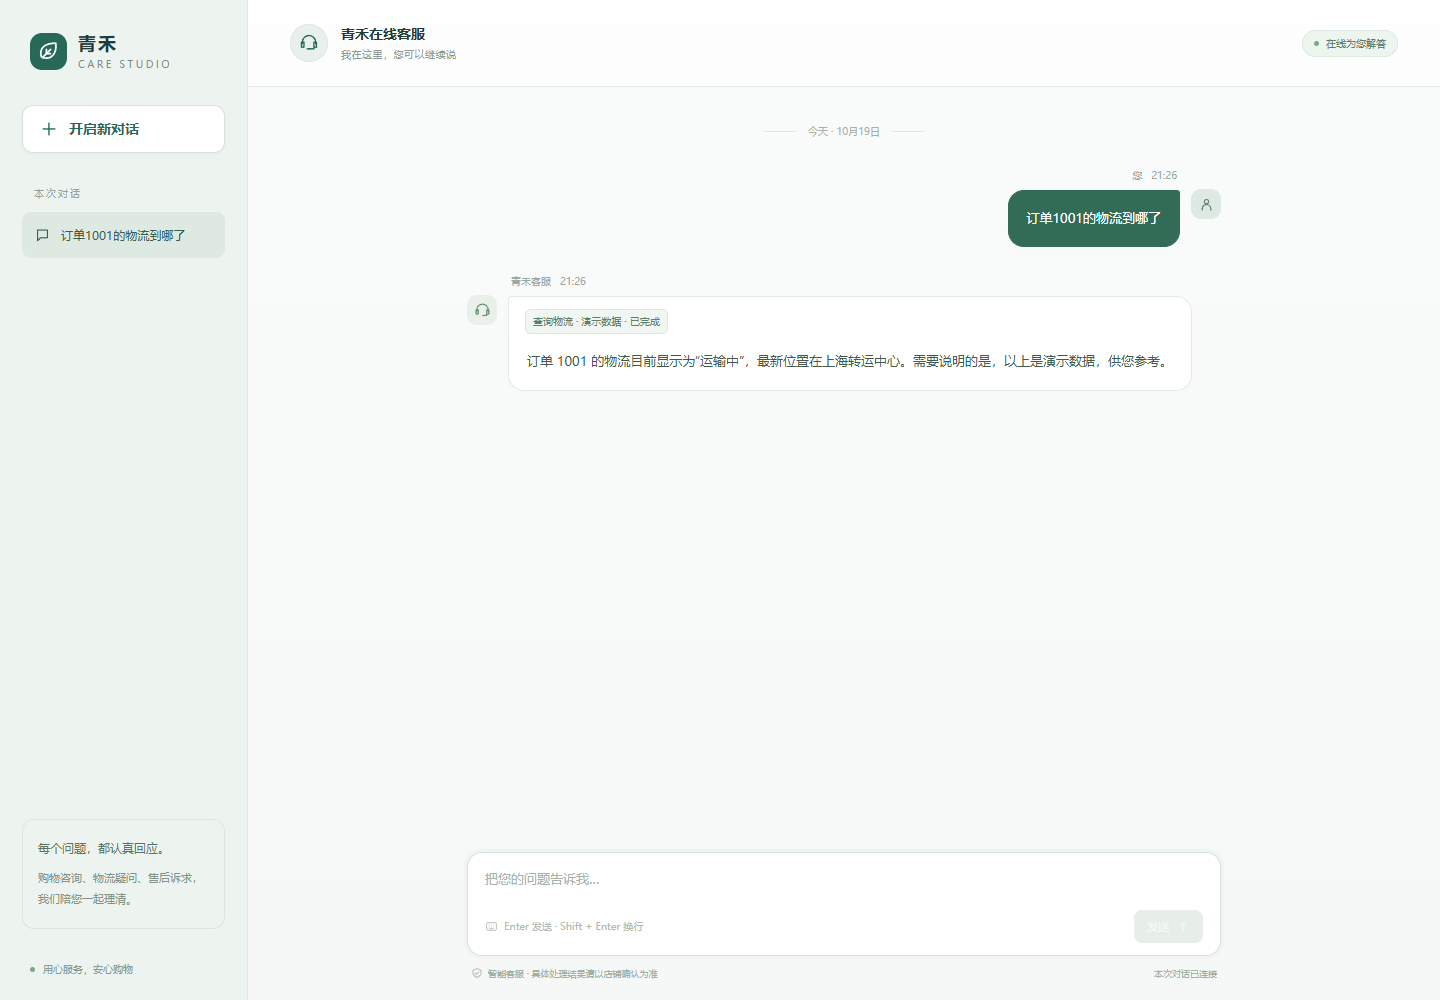 青禾
CARE STUDIO
开启新对话
本次对话
订单1001的物流到哪了
每个问题，都认真回应。
购物咨询、物流疑问、售后诉求，
我们陪您一起理清。
用心服务，安心购物
青禾在线客服
我在这里，您可以继续说
在线为您解答
今天 · 10月19日
您 21:26
订单1001的物流到哪了
青禾客服 21:26
查询物流 · 演示数据 · 已完成
订单 1001 的物流目前显示为“运输中”，最新位置在上海转运中心。需要说明的是，以上是演示数据，供您参考。
把您的问题告诉我...
Enter 发送 · Shift + Enter 换行
发送
智能客服 · 具体处理结果请以店铺确认为准
本次对话已连接